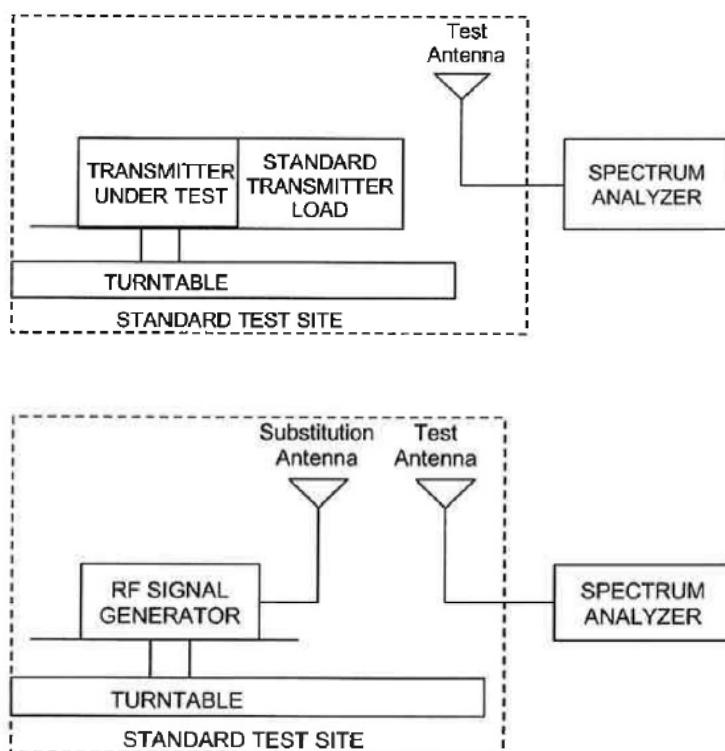 Test
Antenna
TRANSMITTER
UNDER TEST
STANDARD
TRANSMITTER
LOAD
SPECTRUM
ANALYZER
TURNTABLE
STANDARD TEST SITE
Substitution
Antenna
Test
Antenna
RF SIGNAL
GENERATOR
SPECTRUM
ANALYZER
TURNTABLE
STANDARD TEST SITE